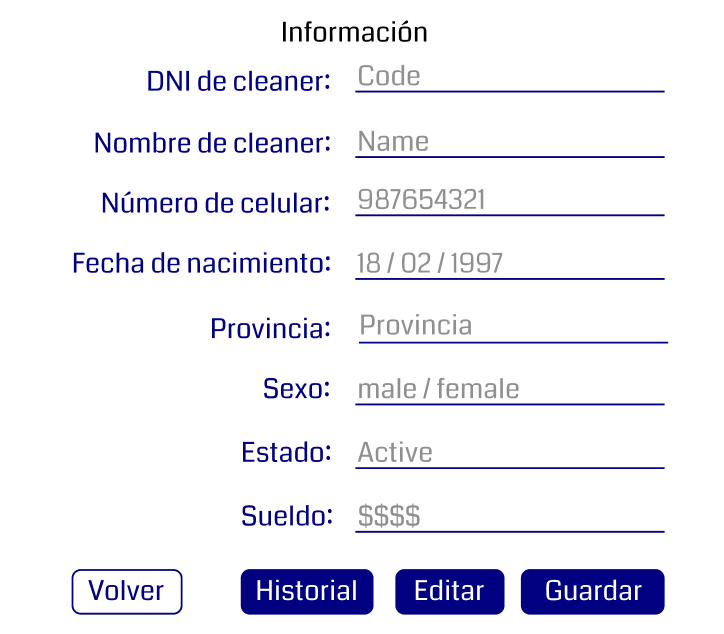 Información
DNI de cleaner: Code
Nombre de cleaner: Name
Número de celular: 987654321
Fecha de nacimiento: 18 / 02 / 1997
Provincia: Provincia
Sexo: male / female
Estado: Active
Sueldo: $$$$
Volver Historial Editar Guardar